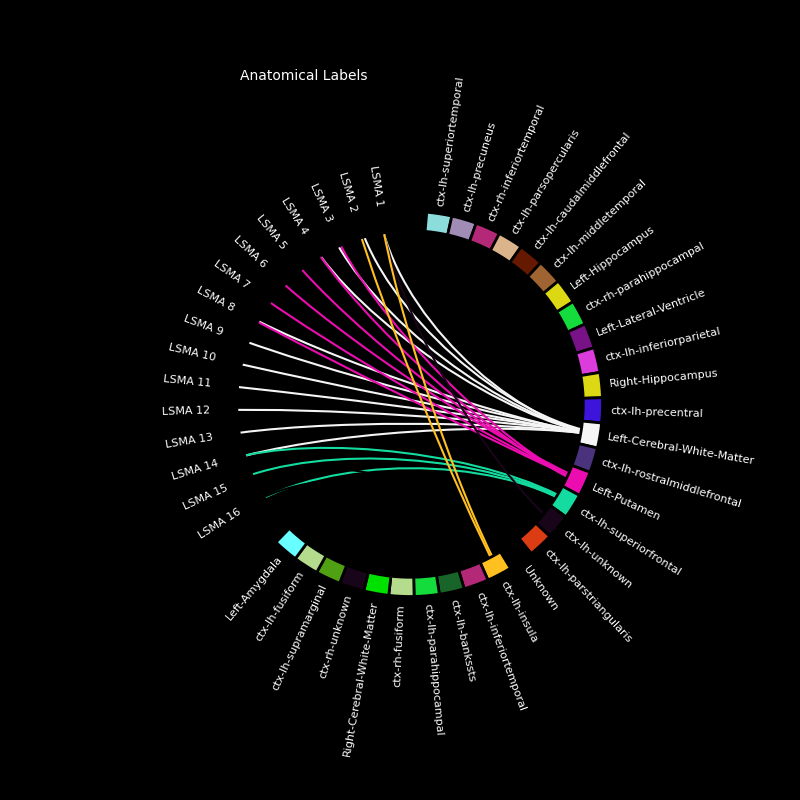 Anatomical Labels
LSMA 1
LSMA 2
LSMA 3
LSMA 4
LSMA 5
LSMA 6
LSMA 7
LSMA 8
LSMA 9
LSMA 10
LSMA 11
LSMA 12
LSMA 13
LSMA 14
LSMA 15
LSMA 16
ctx-lh-superiortemporal
ctx-lh-precuneus
ctx-rh-inferiortemporal
ctx-lh-parsopercularis
ctx-lh-caudalmiddlefrontal
ctx-lh-middletemporal
Left-Hippocampus
ctx-rh-parahippocampal
Left-Lateral-Ventricle
ctx-lh-inferiorparietal
Right-Hippocampus
ctx-lh-precentral
Left-Cerebral-White-Matter
ctx-lh-rostralmiddlefrontal
Left-Putamen
ctx-lh-superiorfrontal
ctx-lh-unknown
ctx-lh-parstriangularis
Unknown
ctx-lh-insula
ctx-lh-inferiortemporal
ctx-lh-bankssts
ctx-lh-parahippocampal
ctx-rh-fusiform
Right-Cerebral-White-Matter
ctx-rh-unknown
ctx-lh-supramarginal
ctx-lh-fusiform
Left-Amygdala